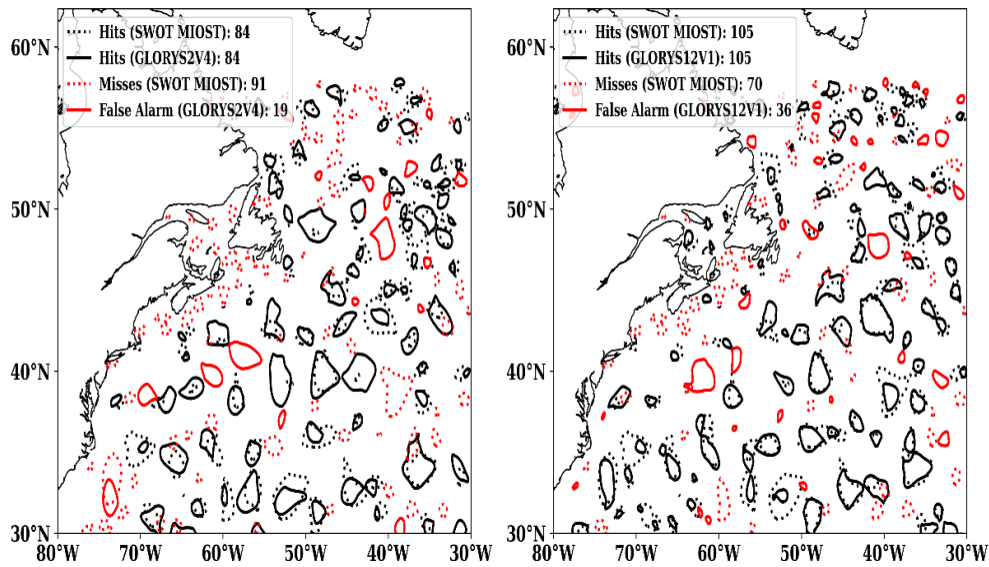 Hits (SWOT MIOST): 84
Hits (GLORYS2V4): 84
Misses (SWOT MIOST): 91
False Alarm (GLORYS2V4): 19
60°N
50°N
40°N
30°N
80°W 70°W 60°W 50°W 40°W 30°W
Hits (SWOT MIOST): 105
Hits (GLORYS12V1): 105
Misses (SWOT MIOST): 70
False Alarm (GLORYS12V1): 36
60°N
50°N
40°N
30°N
80°W 70°W 60°W 50°W 40°W 30°W